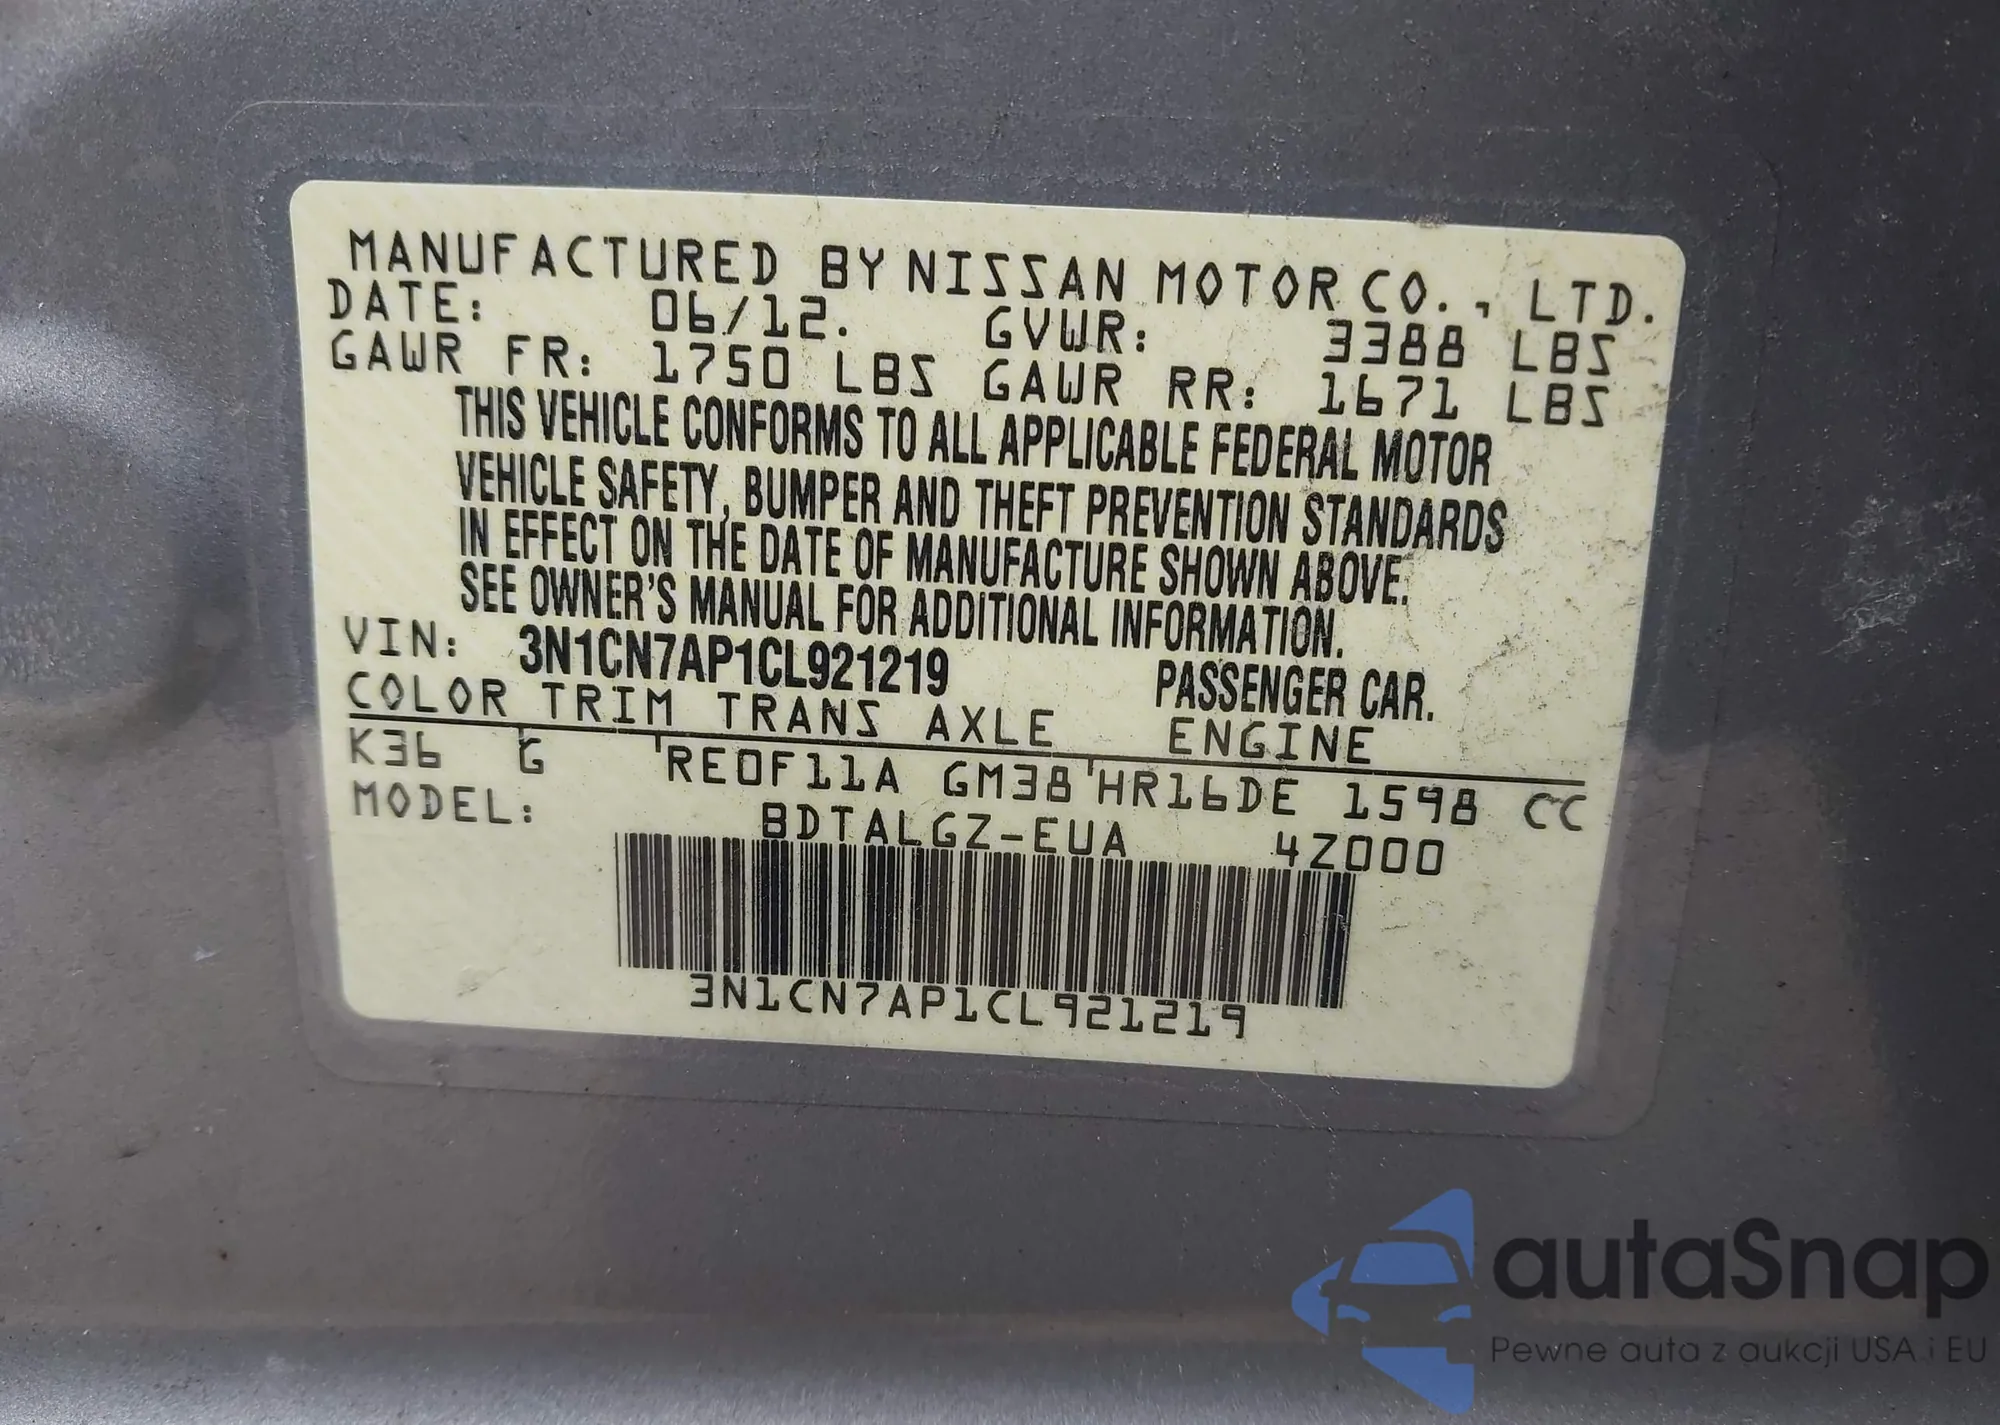 MANUFACTURED BY NISSAN MOTOR CO., LTD.
DATE: 06/12. GVWR: 3388 LBS
GAWR FR: 1750 LBS GAWR RR: 1671 LBS
THIS VEHICLE CONFORMS TO ALL APPLICABLE FEDERAL MOTOR
VEHICLE SAFETY, BUMPER AND THEFT PREVENTION STANDARDS
IN EFFECT ON THE DATE OF MANUFACTURE SHOWN ABOVE.
SEE OWNER'S MANUAL FOR ADDITIONAL INFORMATION.
VIN: 3N1CN7AP1CL921219 PASSENGER CAR.
COLOR TRIM TRANS AXLE ENGINE
K36 G RE0F11A GM38 HR16DE 1598 CC
MODEL: BDTALGZ-EUA 4Z000
3N1CN7AP1CL921219
autaSnap
Pewne auta z aukcji USA i EU